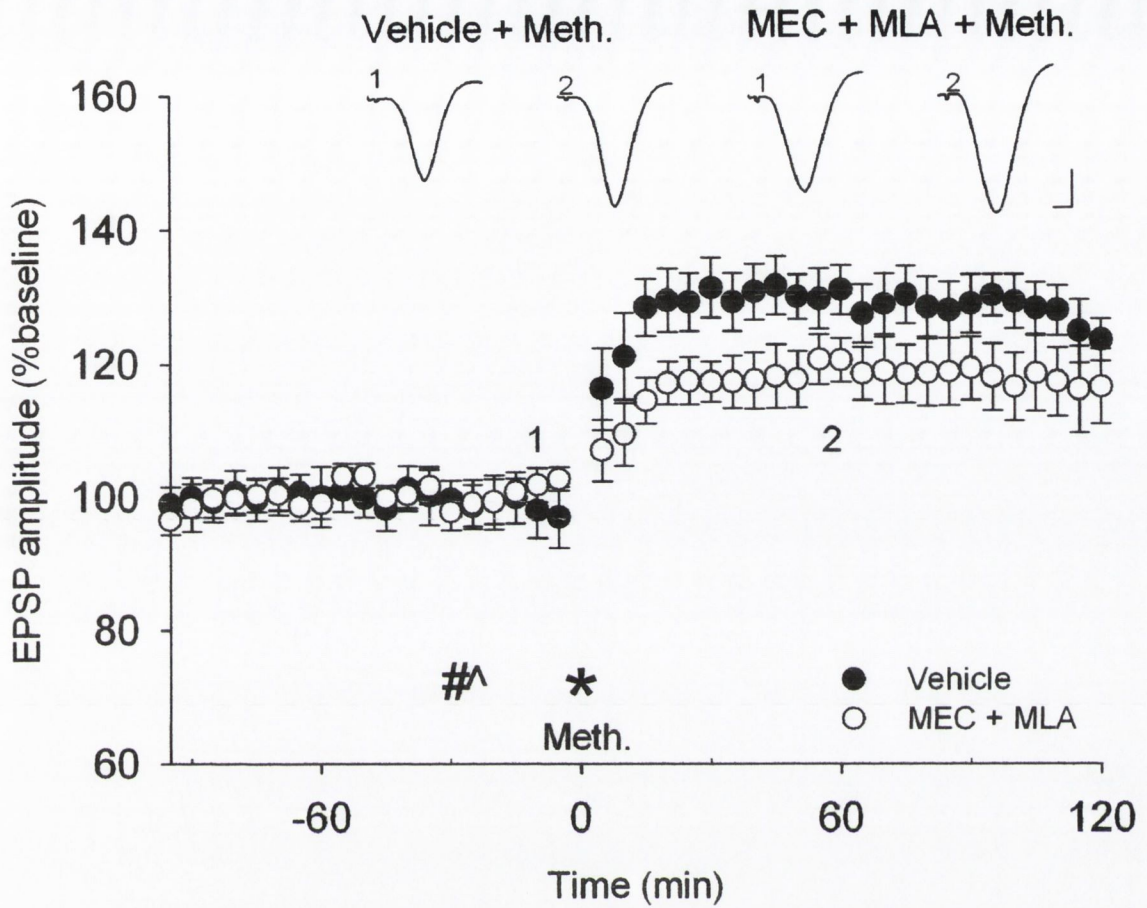 Vehicle + Meth.
MEC + MLA + Meth.
1
2
1
2
160
140
120
100
80
60
EPSP amplitude (%baseline)
1
2
#^
*
Meth.
Vehicle
MEC + MLA
-60
0
60
120
Time (min)